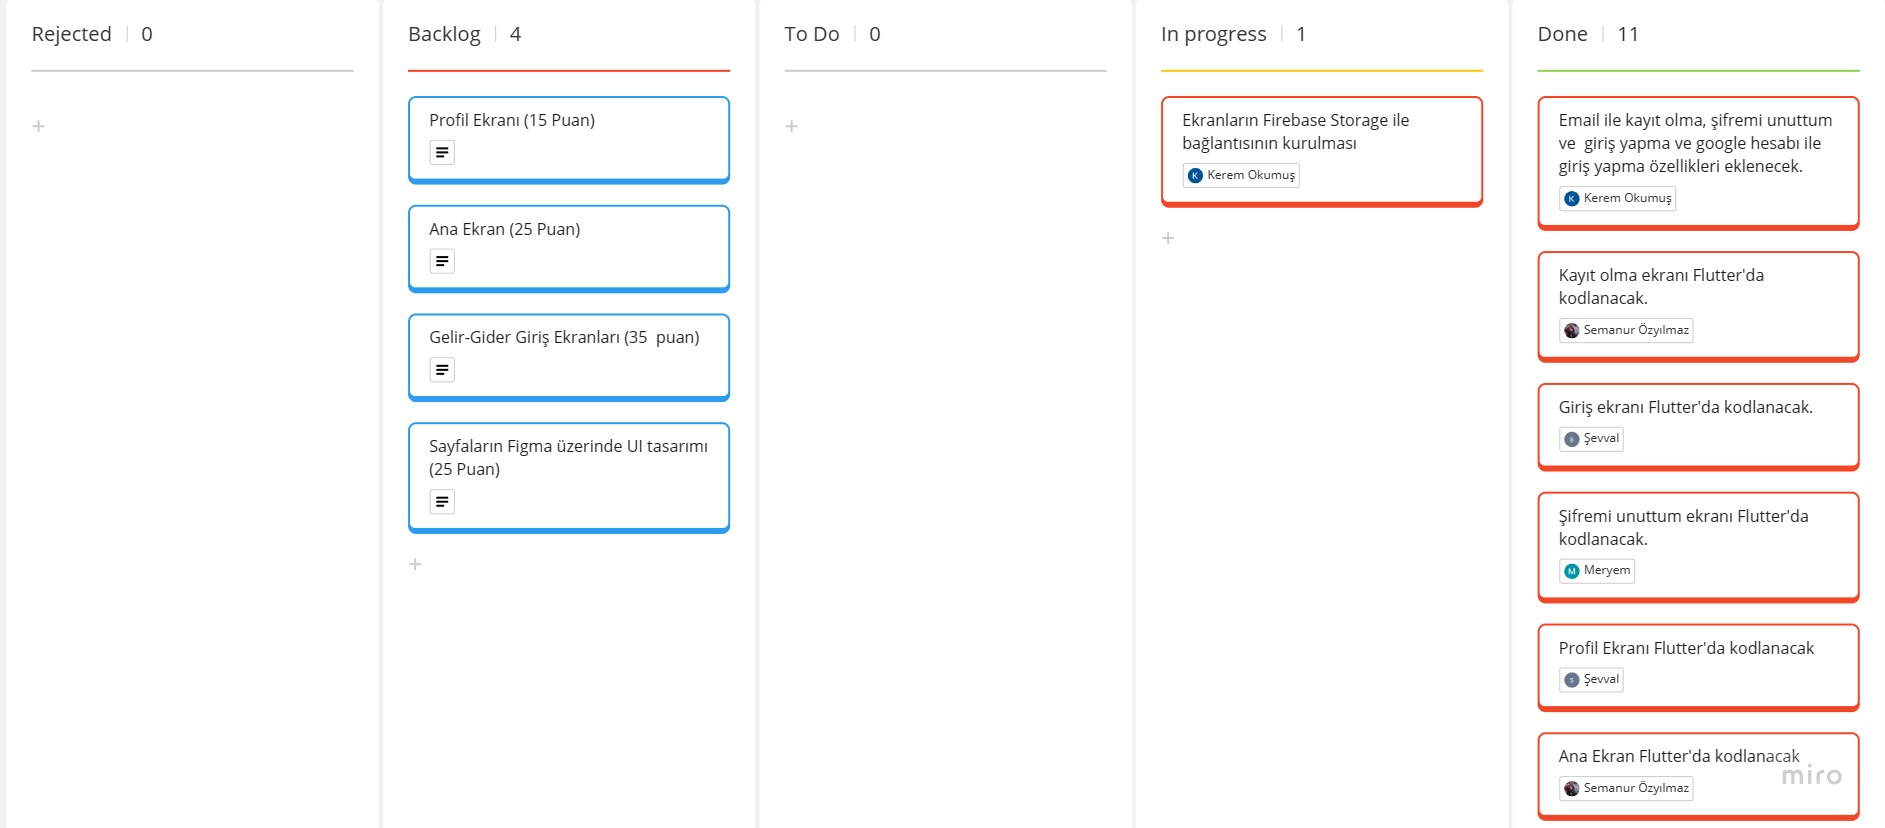 Rejected | 0
Backlog | 4
Profil Ekranı (15 Puan)
Ana Ekran (25 Puan)
Gelir-Gider Giriş Ekranları (35  puan)
Sayfaların Figma üzerinde UI tasarımı
(25 Puan)
To Do | 0
In progress | 1
Ekranların Firebase Storage ile
bağlantısının kurulması
K Kerem Okumuş
Done | 11
Email ile kayıt olma, şifremi unuttum
ve  giriş yapma ve google hesabı ile
giriş yapma özellikleri eklenecek.
K Kerem Okumuş
Kayıt olma ekranı Flutter'da
kodlanacak.
Semanur Özyılmaz
Giriş ekranı Flutter'da kodlanacak.
Ş Şevval
Şifremi unuttum ekranı Flutter'da
kodlanacak.
M Meryem
Profil Ekranı Flutter'da kodlanacak
Ş Şevval
Ana Ekran Flutter'da kodlanacak
Semanur Özyılmaz
miro